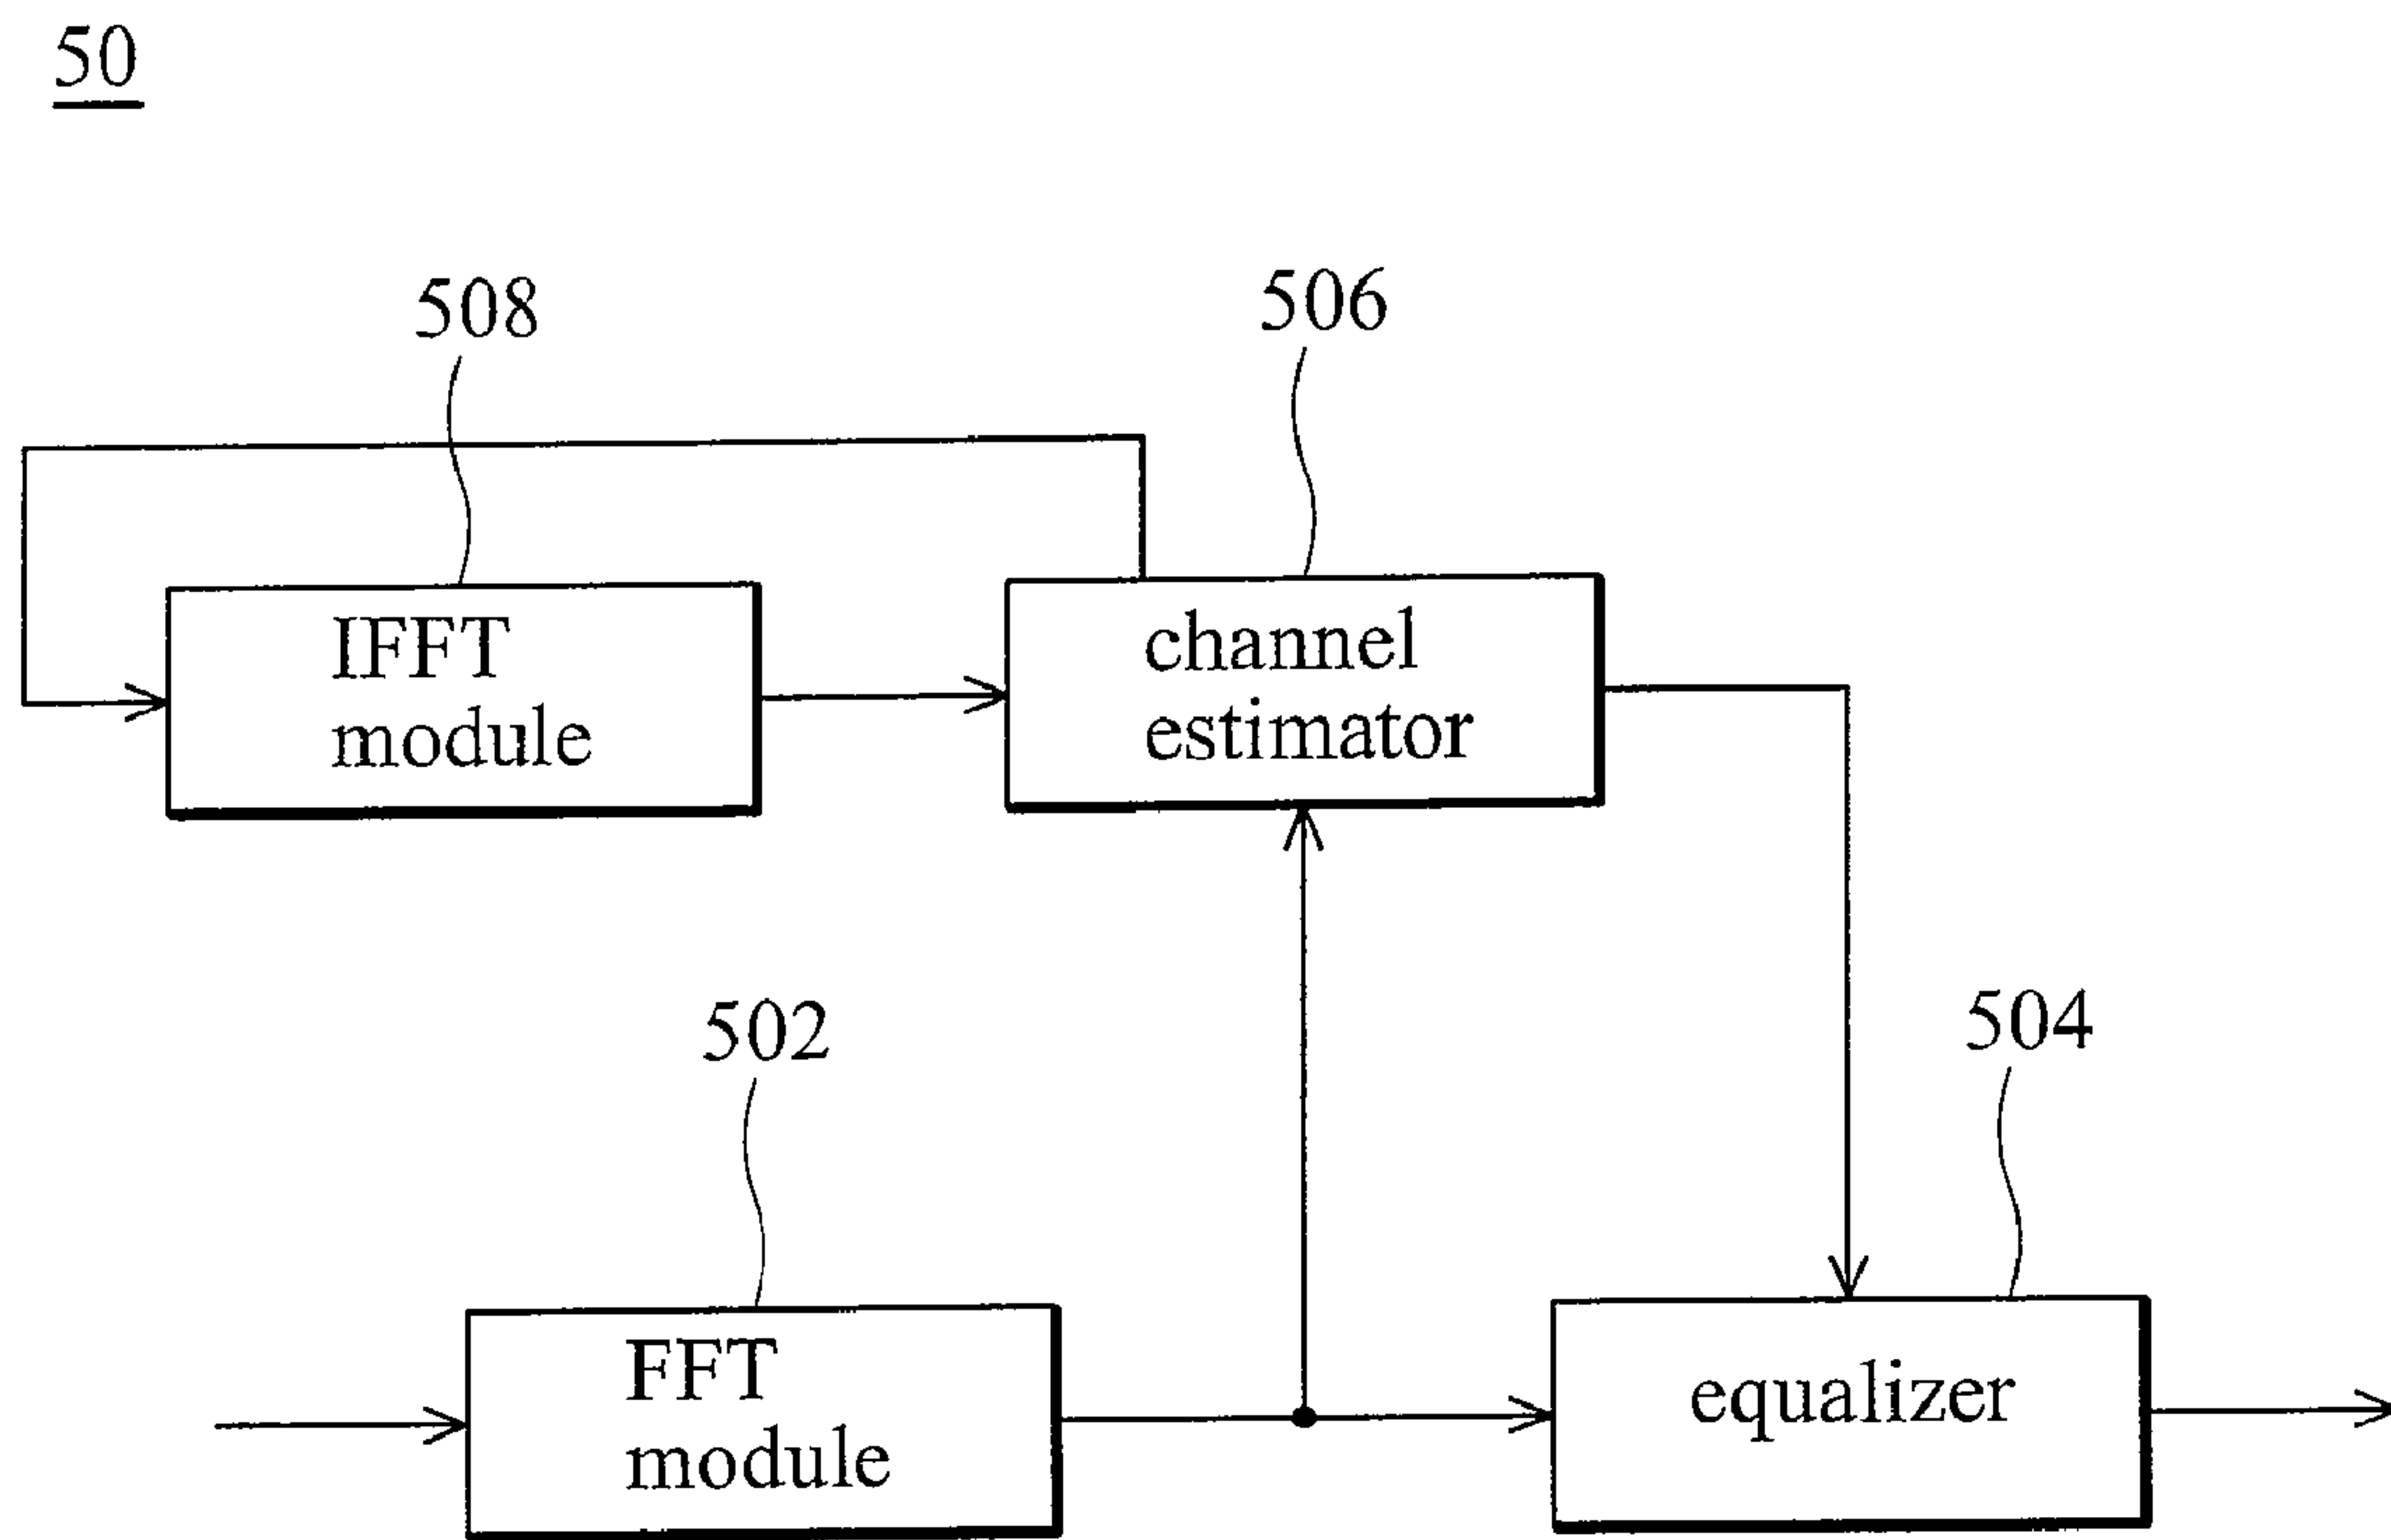 50
508
506
IFFT
module
channel
estimator
502
504
FFT
module
equalizer